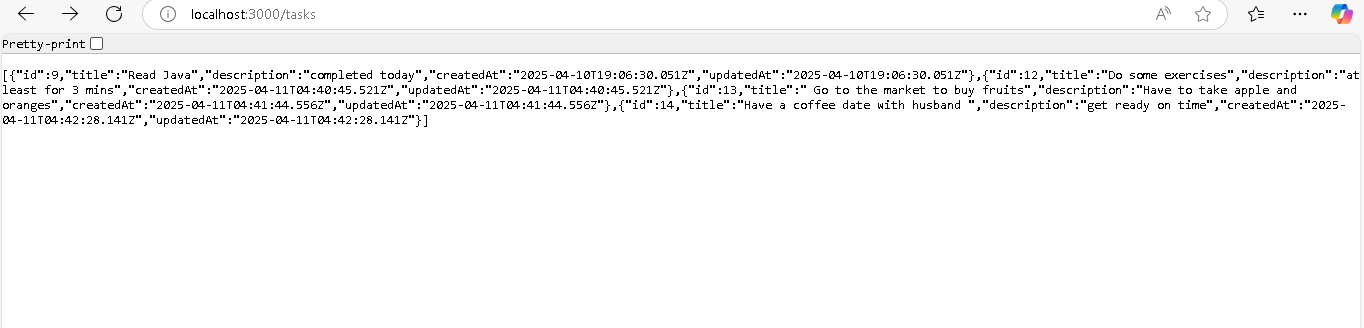 localhost:3000/tasks
Pretty-print
[{"id":9,"title":"Read Java","description":"completed today","createdAt":"2025-04-10T19:06:30.051Z","updatedAt":"2025-04-10T19:06:30.051Z"},{"id":12,"title":"Do some exercises","description":"at
least for 3 mins","createdAt":"2025-04-11T04:40:45.521Z","updatedAt":"2025-04-11T04:40:45.521Z"},{"id":13,"title":" Go to the market to buy fruits","description":"Have to take apple and
oranges","createdAt":"2025-04-11T04:41:44.556Z","updatedAt":"2025-04-11T04:41:44.556Z"},{"id":14,"title":"Have a coffee date with husband ","description":"get ready on time","createdAt":"2025-
04-11T04:42:28.141Z","updatedAt":"2025-04-11T04:42:28.141Z"}]